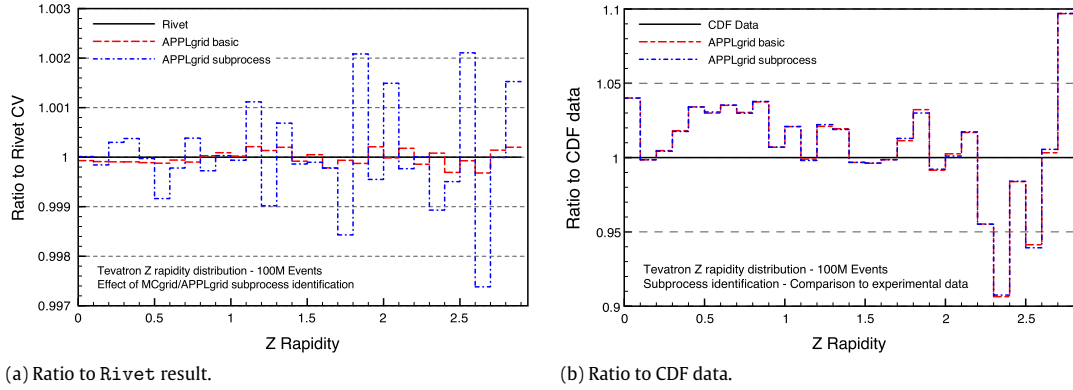 1.003
1.002
1.001
1
0.999
0.998
0.997
Ratio to Rivet CV
Rivet
APPLgrid basic
APPLgrid subprocess
Tevatron Z rapidity distribution - 100M Events
Effect of MCgrid/APPLgrid subprocess identification
0 0.5 1 1.5 2 2.5
Z Rapidity
(a) Ratio to Rivet result.
1.1
1.05
1
0.95
0.9
Ratio to CDF data
CDF Data
APPLgrid basic
APPLgrid subprocess
Tevatron Z rapidity distribution - 100M Events
Subprocess identification - Comparison to experimental data
0 0.5 1 1.5 2 2.5
Z Rapidity
(b) Ratio to CDF data.